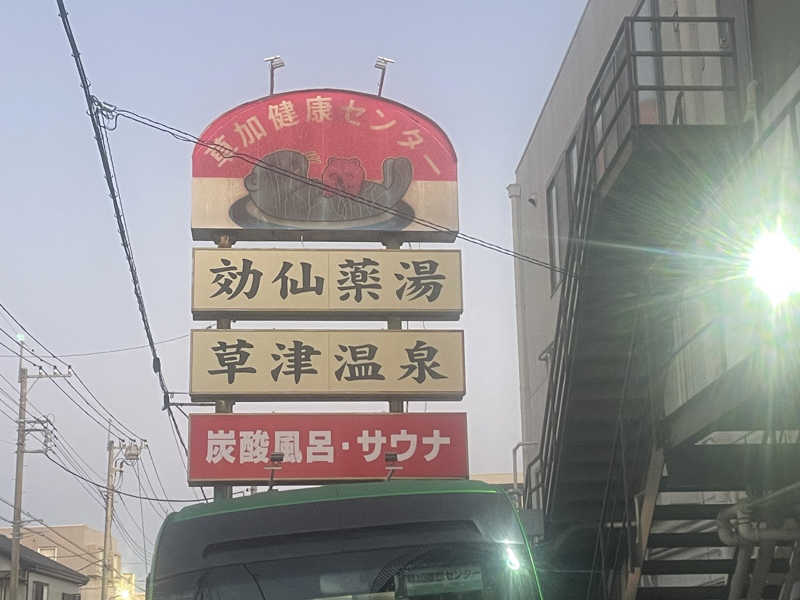 草加健康センター
効仙薬湯
草津温泉
炭酸風呂・サウナ